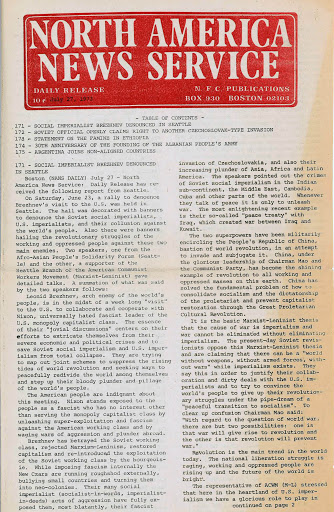 NORTH AMERICA
NEWS SERVICE
DAILY RELEASE
N. F. C. PUBLICATIONS
10¢ July 27, 1973
BOX 930 BOSTON 02103
- TABLE OF CONTENTS -
171 - SOCIAL IMPERIALIST BREZHNEV DENOUNCED IN SEATTLE
172 - SOVIET OFFICIAL OPENLY CLAIMS RIGHT TO ANOTHER CZECHOSLOVAK-TYPE INVASION
173 - STATEMENT ON THE FAMINE IN ETHIOPIA
174 - 30TH ANNIVERSARY OF THE FOUNDING OF THE ALBANIAN PEOPLE'S ARMY
175 - ARGENTINA JOINS NON-ALIGNED COUNTRIES
171 - SOCIAL IMPERIALIST BREZHNEV DENOUNCED
IN SEATTLE
Boston (NANS DAILY) July 27 - North
America News Service: Daily Release has re-
ceived the following report from Seattle.
On Saturday, June 23, a rally to denounce
Brezhnev's visit to the U.S. was held in
Seattle. The hall was decorated with banners
to denounce the Soviet social imperialists,
U.S. imperialists and their collusion against
the world's people. Also there were banners
hailing the revolutionary struggles of the
working and oppressed people against these two
main enemies. Two speakers, one from the
Afro-Asian People's Solidarity Forum (Seatt-
le) and the other, a supporter of the
Seattle Branch of the American Communist
Workers Movement (Marxist-Leninist) gave
detailed talks. A summation of what was said
by the two speakers follows:
Leonid Brezhnev, arch enemy of the world's
people, is in the midst of a week long "visit"
to the U.S. to collaborate and cooperate with
Nixon, universally hated fascist leader of the
U.S. monopoly capitalist class. The purpose
of their "jovial discussions" centers on their
efforts to extricate themselves from their
severe economic and political crises and to
save Soviet social imperialism and U.S. imper-
ialism from total collapse. They are trying
to map out joint schemes to suppress the rising
tides of world revolution and seeking ways to
peacefully redivide the world among themselves
and step up their bloody plunder and pillage
of the world's people.
The American people are indignant about
this meeting. Nixon stands exposed to the
people as a fascist who has no interest other
than serving the monopoly capitalist class by
unleashing super-exploitation and fascism
against the American working class and by
waging wars of aggression and plunder abroad.
Brezhnev has betrayed the Soviet working
class, rejected Marxism-Leninism, restored
capitalism and re-introduced the exploitation
of the Soviet working class by the bourgeois-
ie. While imposing fascism internally the
New Czars are running roughshod externally,
bullying small countries and turning them
into neo-colonies. Their many social
imperialist (socialist-in-words, imperialist-
in-deeds) acts of aggression have fully ex-
posed them, most blatantly, their fascist
invasion of Czechoslovakia, and also their
increasing plunder of Asia, Africa and Latin
America. The speakers pointed out the crimes
of Soviet social imperialism in the Indian
sub-continent, the Middle East, Cambodia,
Cuba and other parts of the world. Whenever
they talk of peace it is only to unleash
war. The most enlightening recent example
is their so-called "peace treaty" with
Iraq, which created war between Iraq and
Kuwait.
The two superpowers have been militarily
encircling the People's Republic of China,
bastion of world revolution, in an attempt
to invade and subjugate it. China, under
the glorious leadership of Chairman Mao and
the Communist Party, has become the shining
example of revolution to all working and
oppressed masses on this earth. China has
solved the fundamental problem of how to
consolidate socialism and the dictatorship
of the proletariat and prevent capitalist
restoration through the Great Proletarian
Cultural Revolution.
It is the basic Marxist-Leninist thesis
that the cause of war is imperialism and
war cannot be eliminated without eliminating
imperialism. The present-day Soviet revis-
ionists oppose this Marxist-Leninist thesis
and are claiming that there can be a "world
without weapons, without armed forces, with-
out wars" while imperialism exists. They
say this in order to justify their collab-
oration and dirty deals with the U.S. im-
perialists and to try to convince the
world's people to give up their revolution-
ary struggles under the pipe-dream of a
"peaceful transition to socialism". To
clear up confusion Chairman Mao said:
"With regard to the question of world war,
there are but two possibilities: one is
that war will give rise to revolution and
the other is that revolution will prevent
war."
Revolution is the main trend in the world
today. The national liberation struggle is
raging, working and oppressed people are
rising up and the future of the world is
bright.
The representative of ACWM (M-L) stressed
that here in the heartland of U.S. imper-
ialism we have a glorious role to play in
continued on page 2